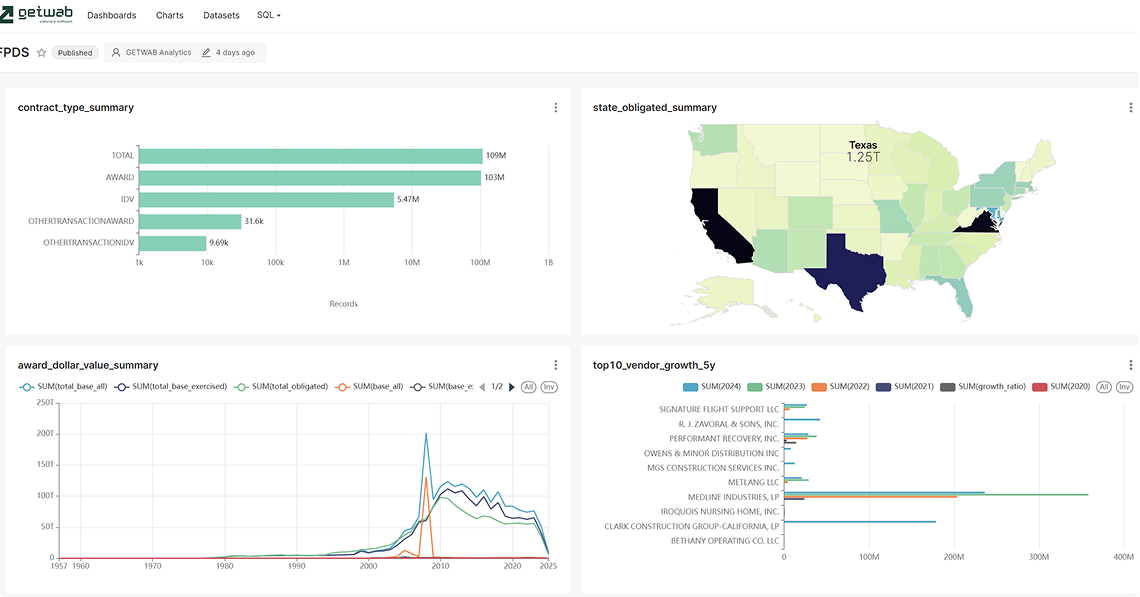 getwab
visionary software
Dashboards Charts Datasets SQL
FPDS Published GETWAB Analytics 4 days ago
contract_type_summary
TOTAL 109M
AWARD 103M
IDV 5.47M
OTHERTRANSACTIONAWARD 31.6k
OTHERTRANSACTIONIDV 9.69k
1k 10k 100k 1M 10M 100M 1B
Records
state_obligated_summary
Texas
1.25T
award_dollar_value_summary
SUM(total_base_all) SUM(total_base_exercised) SUM(total_obligated) SUM(base_all) SUM(base_e: 1/2 All Inv
250T
200T
150T
100T
50T
0
1957 1960 1970 1980 1990 2000 2010 2020 2025
top10_vendor_growth_5y
SUM(2024) SUM(2023) SUM(2022) SUM(2021) SUM(growth_ratio) SUM(2020) All Inv
SIGNATURE FLIGHT SUPPORT LLC
R. J. ZAVORAL & SONS, INC.
PERFORMANT RECOVERY, INC.
OWENS & MINOR DISTRIBUTION INC
MGS CONSTRUCTION SERVICES INC.
METLANG LLC
MEDLINE INDUSTRIES, LP
IROQUOIS NURSING HOME, INC.
CLARK CONSTRUCTION GROUP-CALIFORNIA, LP
BETHANY OPERATING CO. LLC
0 100M 200M 300M 400M